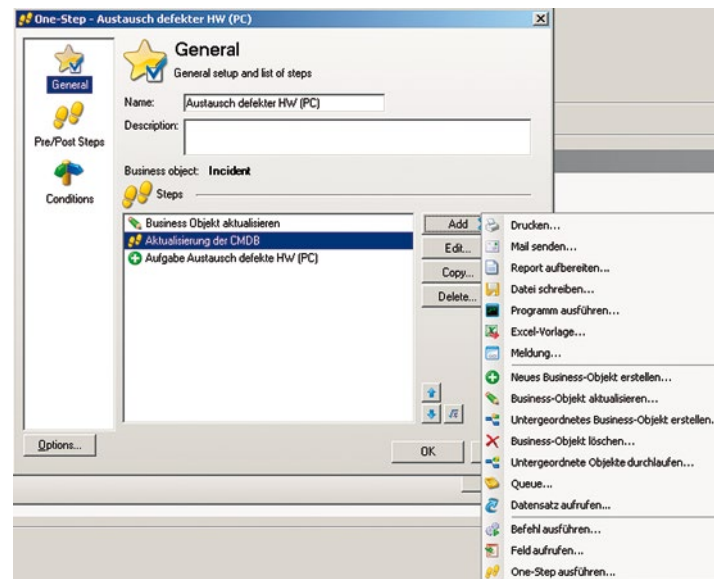 One-Step - Austausch defekter HW (PC)
General
Pre/Post Steps
Conditions
General
General setup and list of steps
Name: Austausch defekter HW (PC)
Description:
Business object: Incident
Steps
Business Objekt aktualisieren
Aktualisierung der CMDB
Aufgabe Austausch defekte HW (PC)
Add
Edit...
Copy...
Delete...
Options...
OK
Drucken...
Mail senden...
Report aufbereiten...
Datei schreiben...
Programm ausführen...
Excel-Vorlage...
Meldung...
Neues Business-Objekt erstellen...
Business-Objekt aktualisieren...
Untergeordnetes Business-Objekt erstellen.
Business-Objekt löschen...
Untergeordnete Objekte durchlaufen...
Queue...
Datensatz aufrufen...
Befehl ausführen...
Feld aufrufen...
One-Step ausführen...